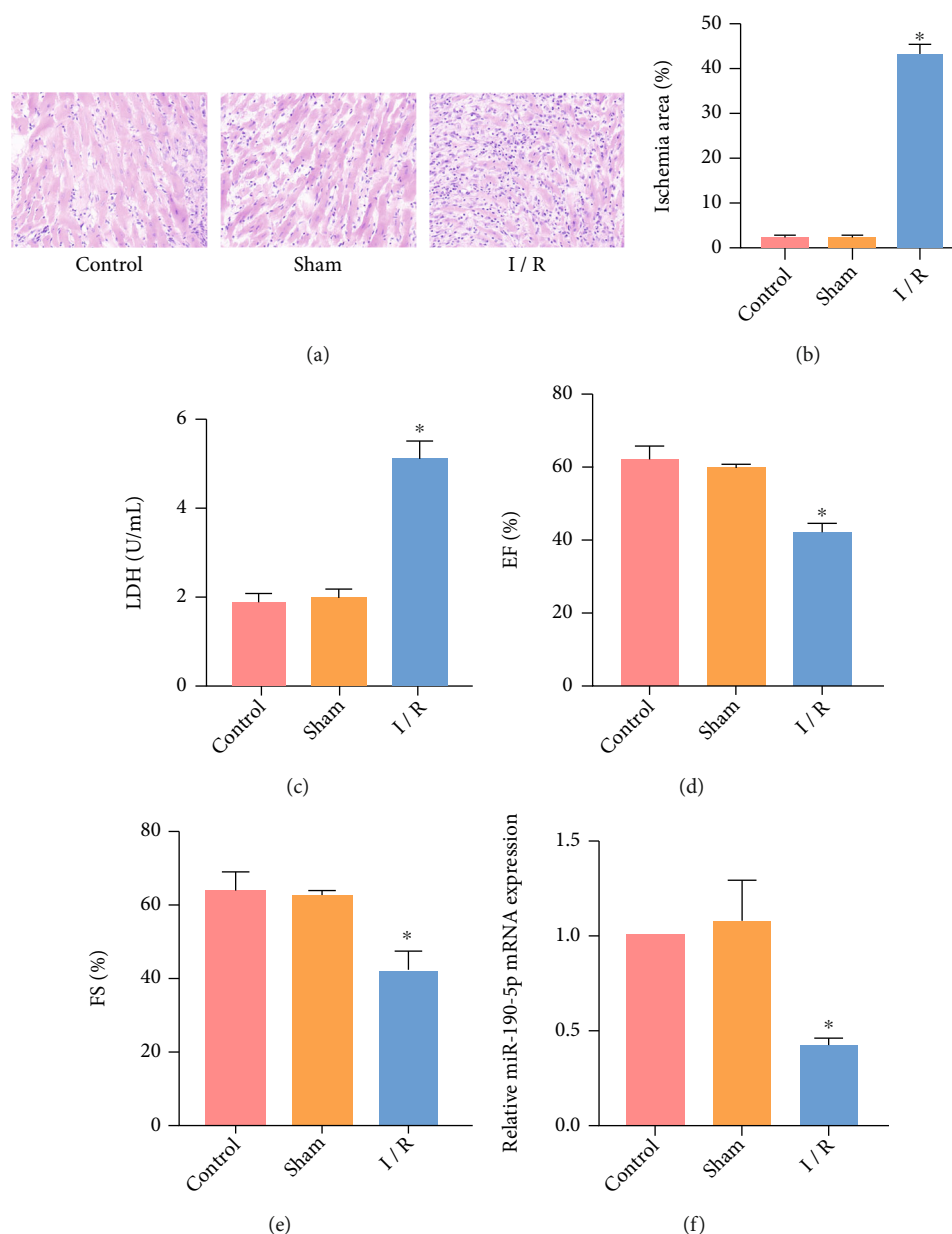 Control
Sham
I / R
(a)
Ischemia area (%)
50
40
30
20
10
0
*
Control
Sham
I / R
(b)
LDH (U/mL)
6
4
2
0
*
Control
Sham
I / R
(c)
EF (%)
80
60
40
20
0
*
Control
Sham
I / R
(d)
FS (%)
80
60
40
20
0
*
Control
Sham
I / R
(e)
Relative miR-190-5p mRNA expression
1.5
1.0
0.5
0.0
*
Control
Sham
I / R
(f)